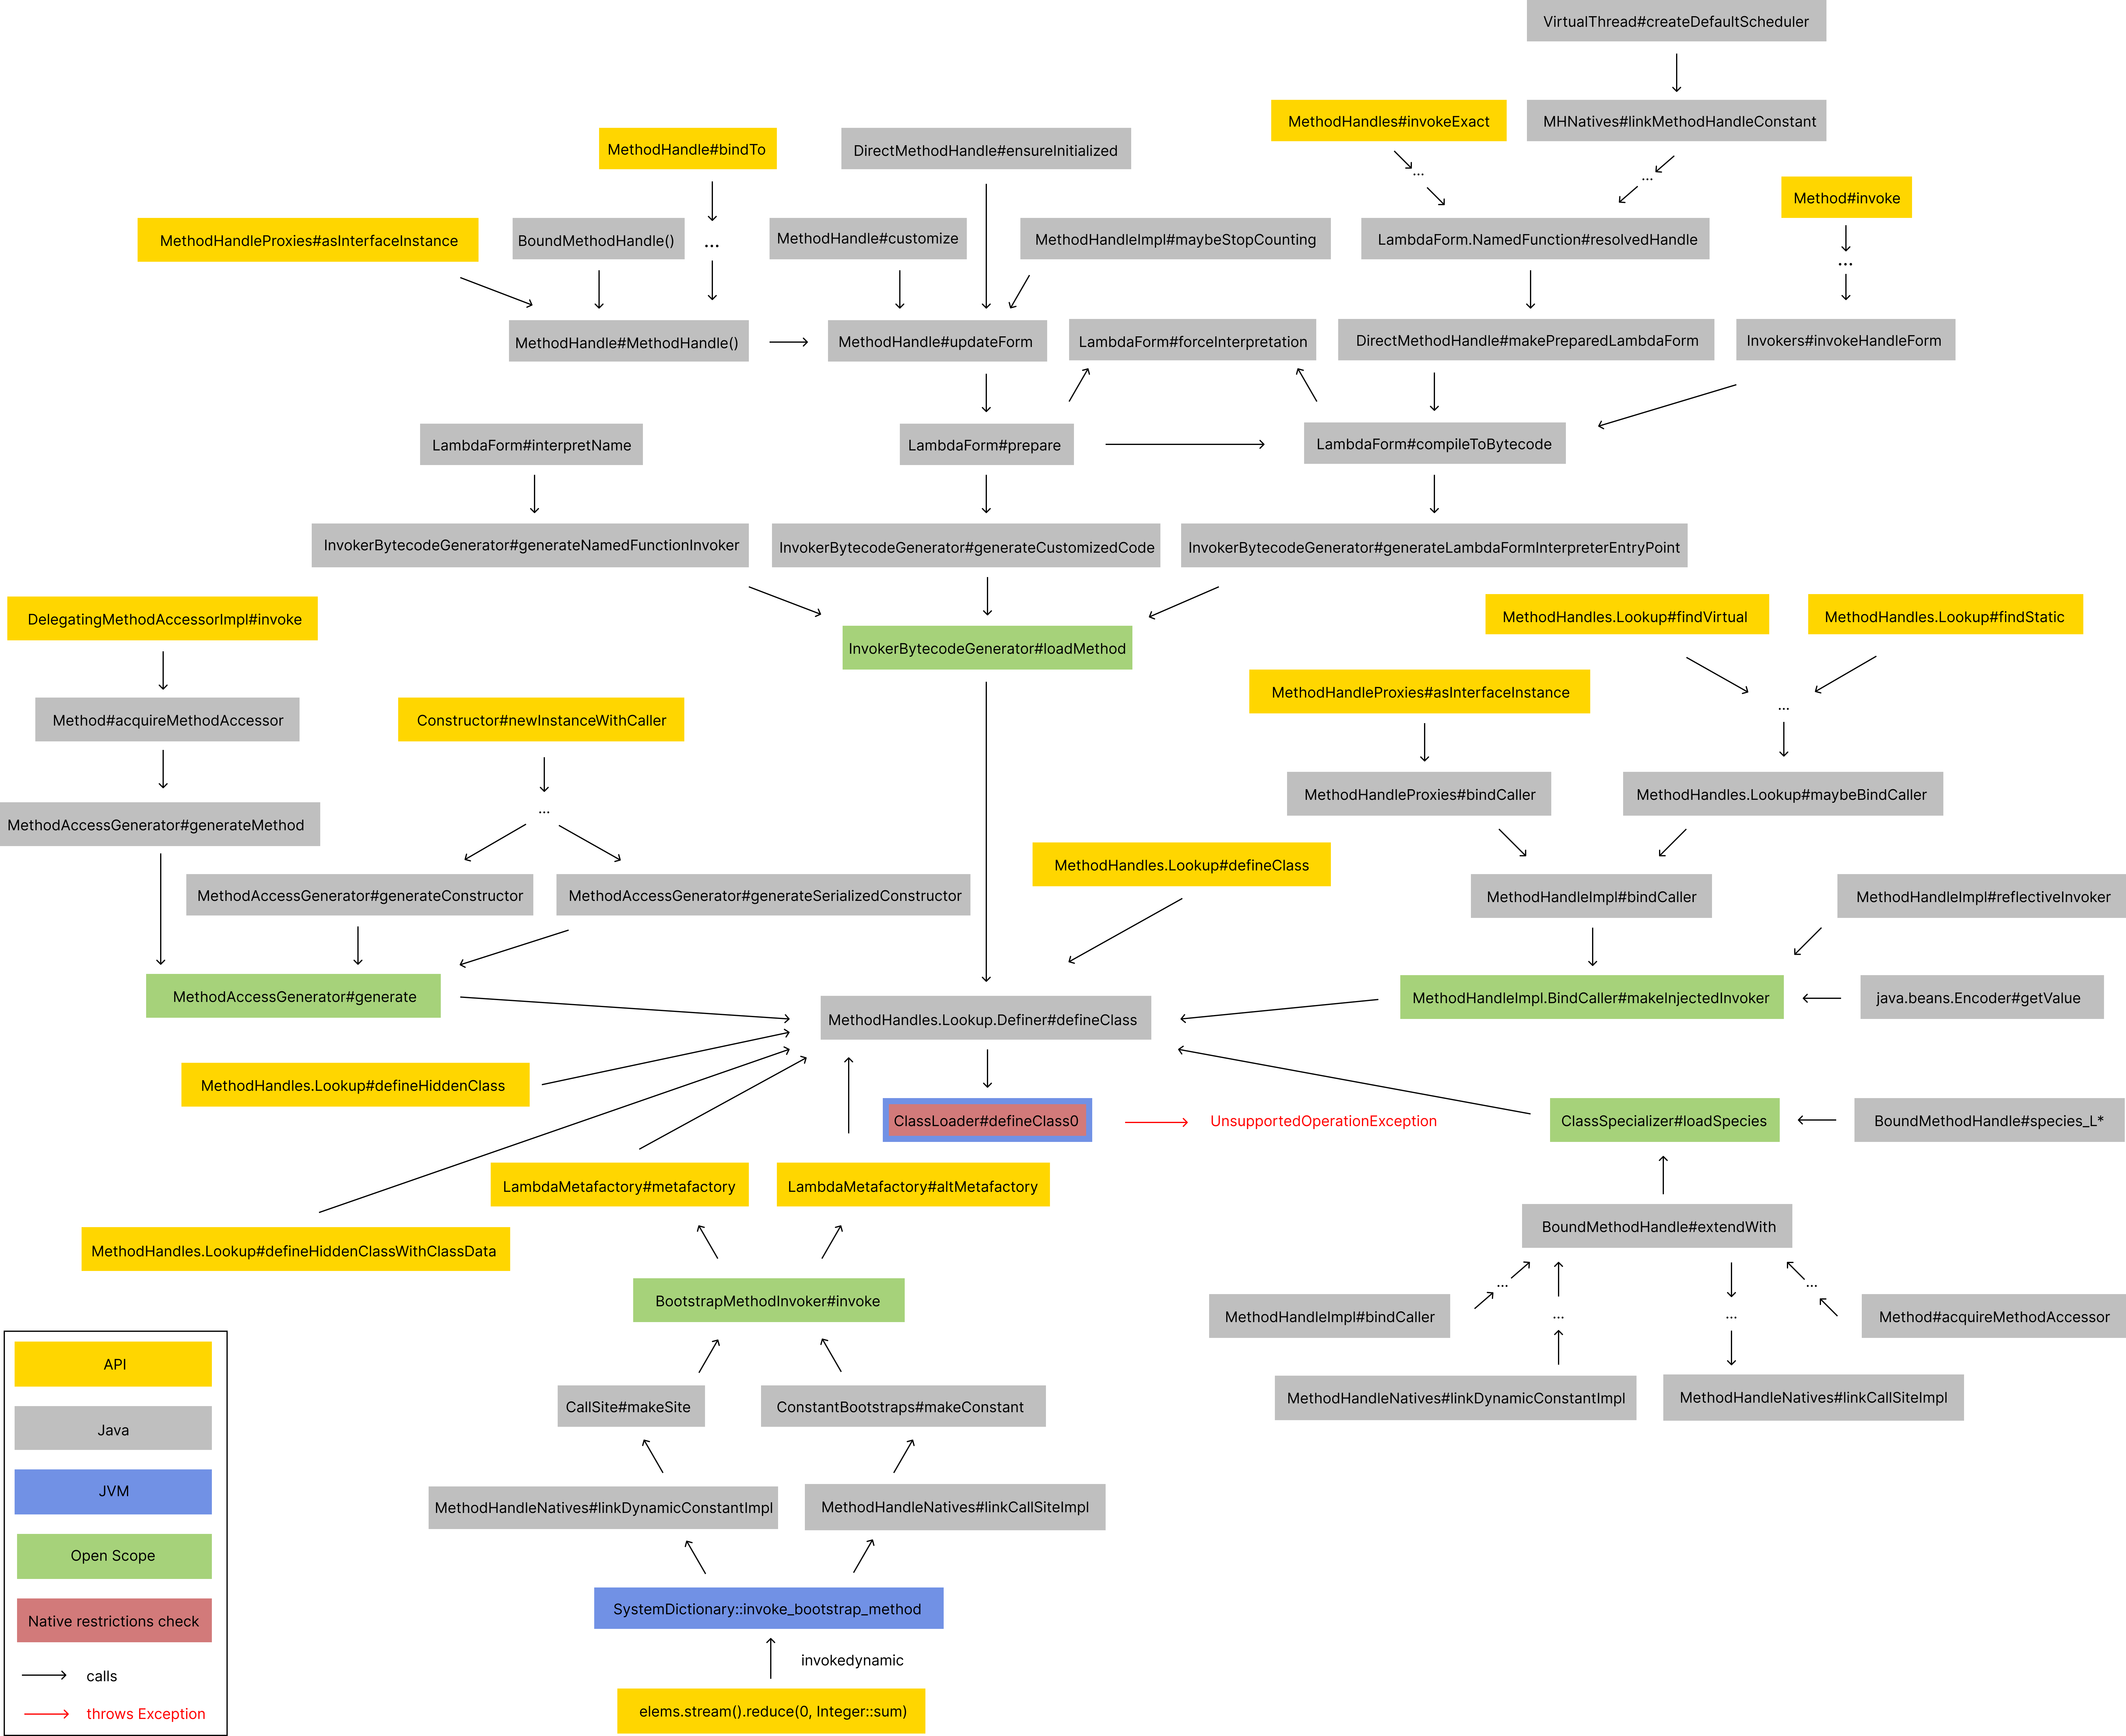 VirtualThread#createDefaultScheduler
MethodHandles#invokeExact
MHNatives#linkMethodHandleConstant
MethodHandle#bindTo
DirectMethodHandle#ensureInitialized
...
...
Method#invoke
MethodHandleProxies#asInterfaceInstance
BoundMethodHandle()
...
MethodHandle#customize
MethodHandleImpl#maybeStopCounting
LambdaForm.NamedFunction#resolvedHandle
...
MethodHandle#MethodHandle()
MethodHandle#updateForm
LambdaForm#forceInterpretation
DirectMethodHandle#makePreparedLambdaForm
Invokers#invokeHandleForm
LambdaForm#interpretName
LambdaForm#prepare
LambdaForm#compileToBytecode
InvokerBytecodeGenerator#generateNamedFunctionInvoker
InvokerBytecodeGenerator#generateCustomizedCode
InvokerBytecodeGenerator#generateLambdaFormInterpreterEntryPoint
DelegatingMethodAccessorImpl#invoke
InvokerBytecodeGenerator#loadMethod
MethodHandles.Lookup#findVirtual
MethodHandles.Lookup#findStatic
Method#acquireMethodAccessor
Constructor#newInstanceWithCaller
MethodHandleProxies#asInterfaceInstance
...
MethodAccessGenerator#generateMethod
...
MethodHandleProxies#bindCaller
MethodHandles.Lookup#maybeBindCaller
MethodHandles.Lookup#defineClass
MethodAccessGenerator#generateConstructor
MethodAccessGenerator#generateSerializedConstructor
MethodHandleImpl#bindCaller
MethodHandleImpl#reflectiveInvoker
MethodAccessGenerator#generate
MethodHandles.Lookup.Definer#defineClass
MethodHandleImpl.BindCaller#makeInjectedInvoker
java.beans.Encoder#getValue
MethodHandles.Lookup#defineHiddenClass
ClassLoader#defineClass0
UnsupportedOperationException
ClassSpecializer#loadSpecies
BoundMethodHandle#species_L*
LambdaMetafactory#metafactory
LambdaMetafactory#altMetafactory
MethodHandles.Lookup#defineHiddenClassWithClassData
BoundMethodHandle#extendWith
BootstrapMethodInvoker#invoke
...
...
MethodHandleImpl#bindCaller
...
...
Method#acquireMethodAccessor
CallSite#makeSite
ConstantBootstraps#makeConstant
MethodHandleNatives#linkDynamicConstantImpl
MethodHandleNatives#linkCallSiteImpl
MethodHandleNatives#linkDynamicConstantImpl
MethodHandleNatives#linkCallSiteImpl
SystemDictionary::invoke_bootstrap_method
invokedynamic
elems.stream().reduce(0, Integer::sum)
API
Java
JVM
Open Scope
Native restrictions check
calls
throws Exception